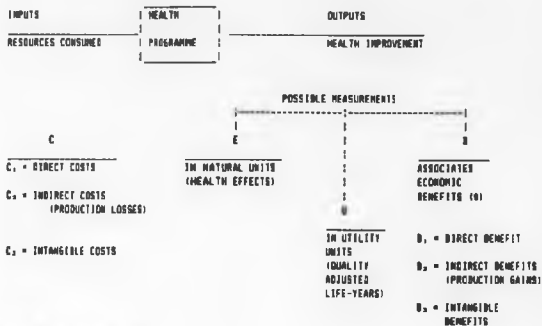 INPUTS
HEALTH
OUTPUTS
RESOURCES CONSUMED
PROGRAMME
HEALTH IMPROVEMENT
POSSIBLE MEASUREMENTS
C
E
C₁ = DIRECT COSTS
IN NATURAL UNITS
(HEALTH EFFECTS)
ASSOCIATES
ECONOMIC
BENEFITS ($)
C₂ = INDIRECT COSTS
(PRODUCTION LOSSES)
C₃ = INTANGIBLE COSTS
IN UTILITY
UNITS
(QUALITY
ADJUSTED
LIFE-YEARS)
B₁ = DIRECT BENEFIT
B₂ = INDIRECT BENEFITS
(PRODUCTION GAINS)
B₃ = INTANGIBLE
BENEFITS